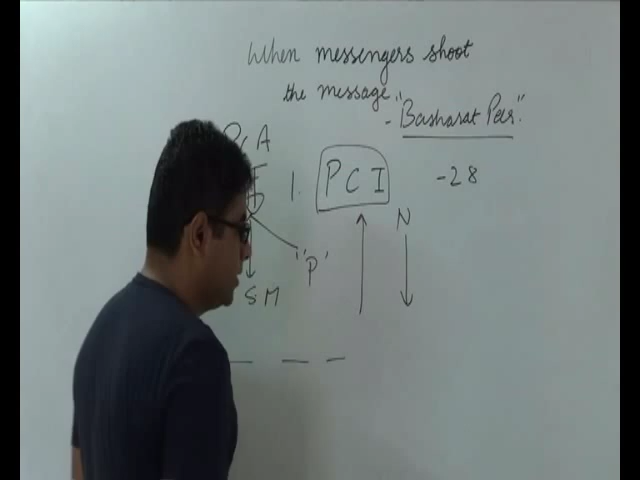 When messengers shoot
the message."
- "Basharat Peer".
1. PCI -28
N
"P"
SM